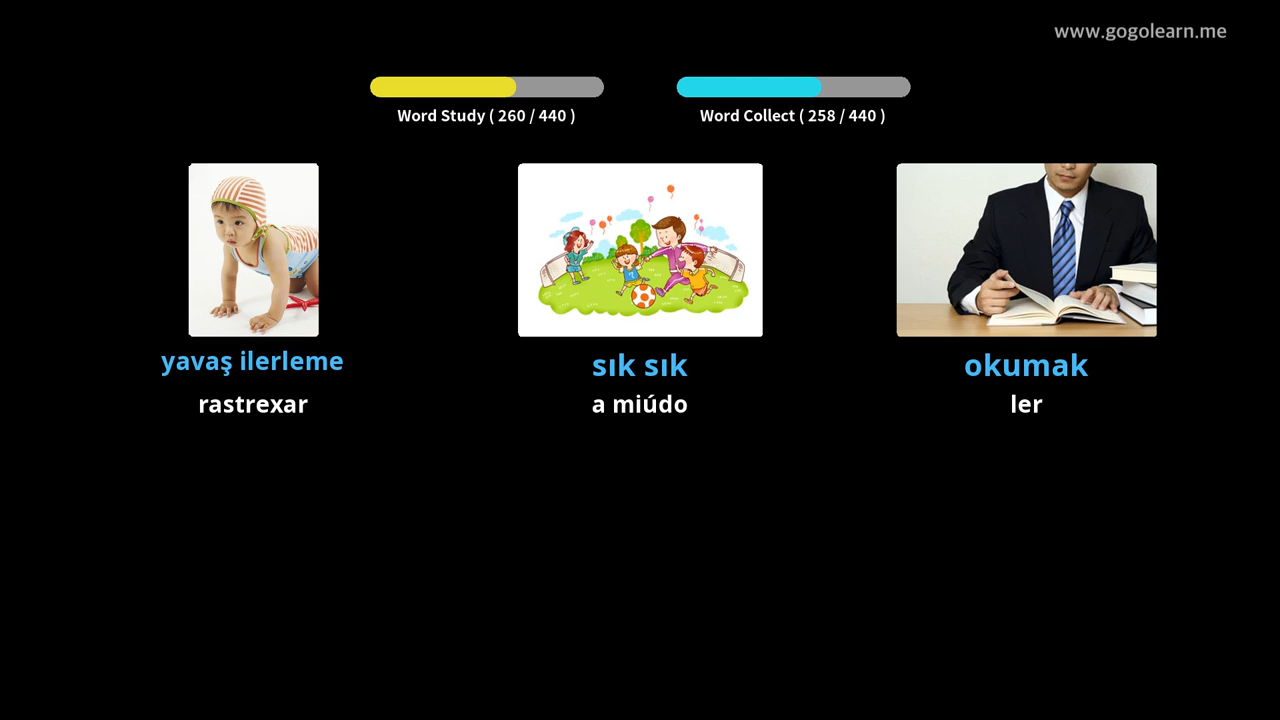 www.gogolearn.me
Word Study ( 260 / 440 )
Word Collect ( 258 / 440 )
yavaş ilerleme
rastrexar
sık sık
a miúdo
okumak
ler